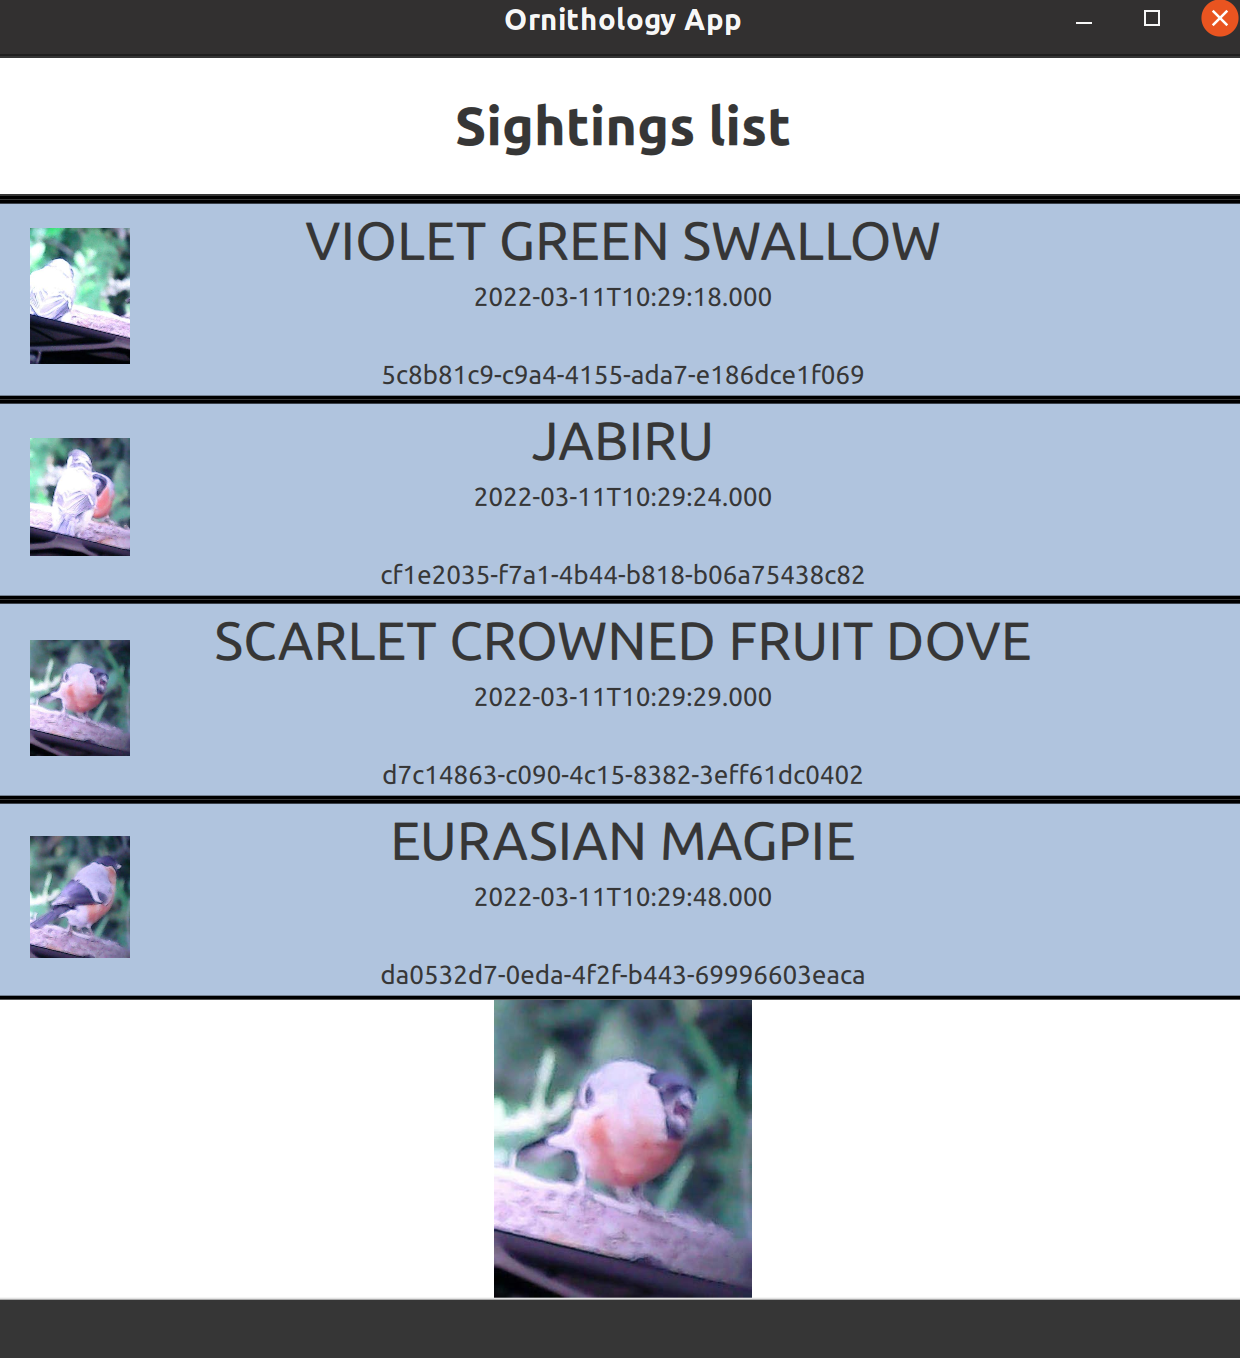 Ornithology App
Sightings list
VIOLET GREEN SWALLOW
2022-03-11T10:29:18.000
5c8b81c9-c9a4-4155-ada7-e186dce1f069
JABIRU
2022-03-11T10:29:24.000
cf1e2035-f7a1-4b44-b818-b06a75438c82
SCARLET CROWNED FRUIT DOVE
2022-03-11T10:29:29.000
d7c14863-c090-4c15-8382-3eff61dc0402
EURASIAN MAGPIE
2022-03-11T10:29:48.000
da0532d7-0eda-4f2f-b443-69996603eaca